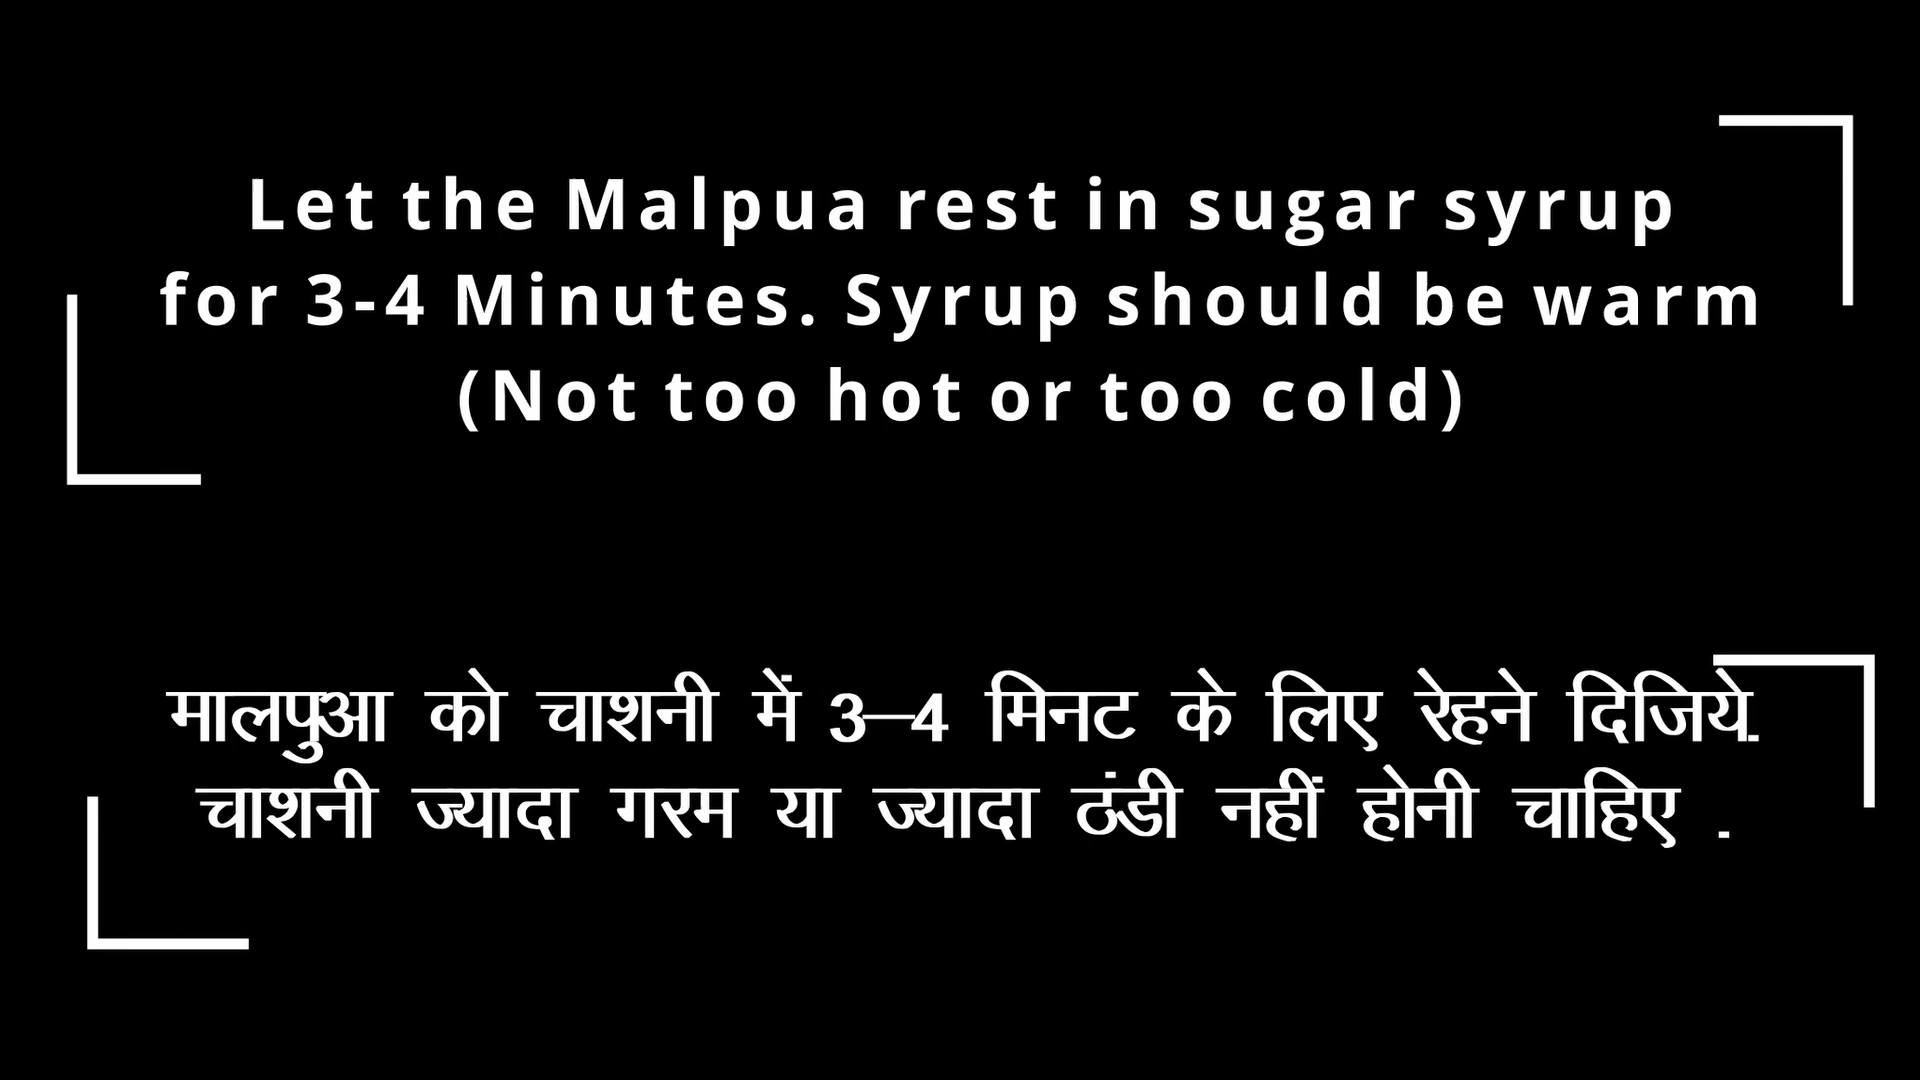 Let the Malpua rest in sugar syrup
for 3-4 Minutes. Syrup should be warm
(Not too hot or too cold)
मालपुआ को चाशनी में 3–4 मिनट के लिए रेहने दिजिये.
चाशनी ज्यादा गरम या ज्यादा ठंडी नहीं होनी चाहिए .